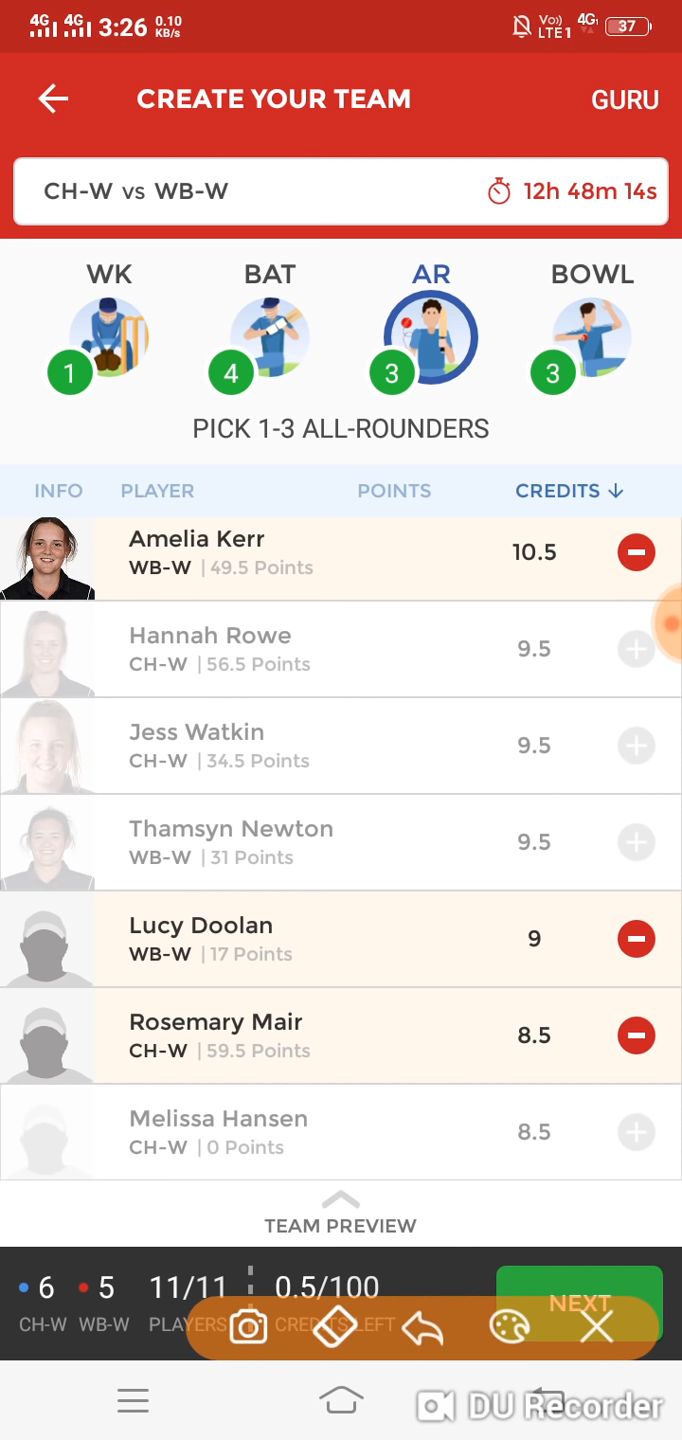 4G 4G 3:26 0.10 KB/s Vo) LTE1 4G 37
CREATE YOUR TEAM GURU
CH-W vs WB-W 12h 48m 14s
WK BAT AR BOWL
1 4 3 3
PICK 1-3 ALL-ROUNDERS
INFO PLAYER POINTS CREDITS ↓
Amelia Kerr 10.5
WB-W | 49.5 Points
Hannah Rowe 9.5
CH-W | 56.5 Points
Jess Watkin 9.5
CH-W | 34.5 Points
Thamsyn Newton 9.5
WB-W | 31 Points
Lucy Doolan 9
WB-W | 17 Points
Rosemary Mair 8.5
CH-W | 59.5 Points
Melissa Hansen 8.5
CH-W | 0 Points
TEAM PREVIEW
6 5 11/11 0.5/100 NEXT
CH-W WB-W PLAYERS CREDITS LEFT
DU Recorder